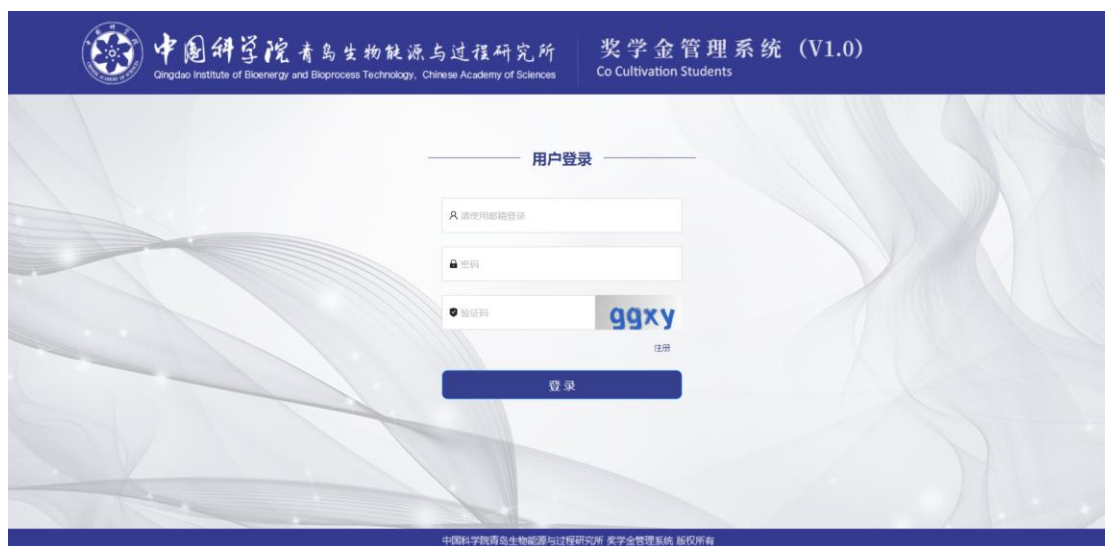 中国科学院青岛生物能源与过程研究所
Qingdao Institute of Bioenergy and Bioprocess Technology, Chinese Academy of Sciences
奖学金管理系统 (V1.0)
Co Cultivation Students
用户登录
请使用邮箱登录
密码
验证码
ggxy
注册
登录
中国科学院青岛生物能源与过程研究所 奖学金管理系统 版权所有